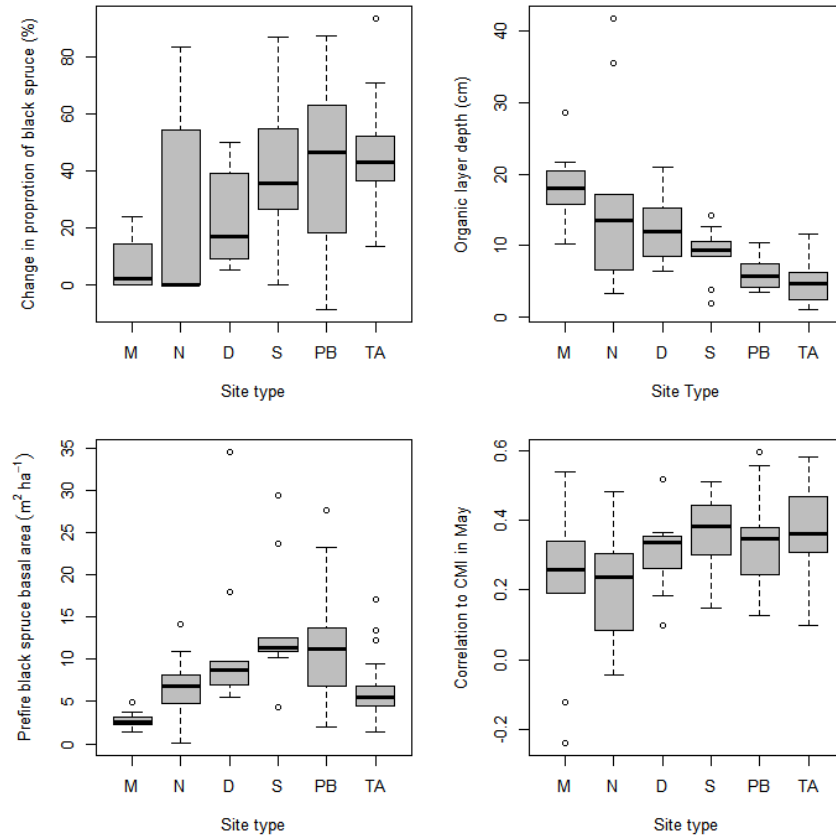 Change in proprotion of black spruce (%)
80
60
40
20
0
M N D S PB TA
Site type
Organic layer depth (cm)
40
30
20
10
0
M N D S PB TA
Site Type
Prefire black spruce basal area (m² ha⁻¹)
35
30
25
20
15
10
5
0
M N D S PB TA
Site type
Correlation to CMI in May
0.6
0.4
0.2
0.0
-0.2
M N D S PB TA
Site type